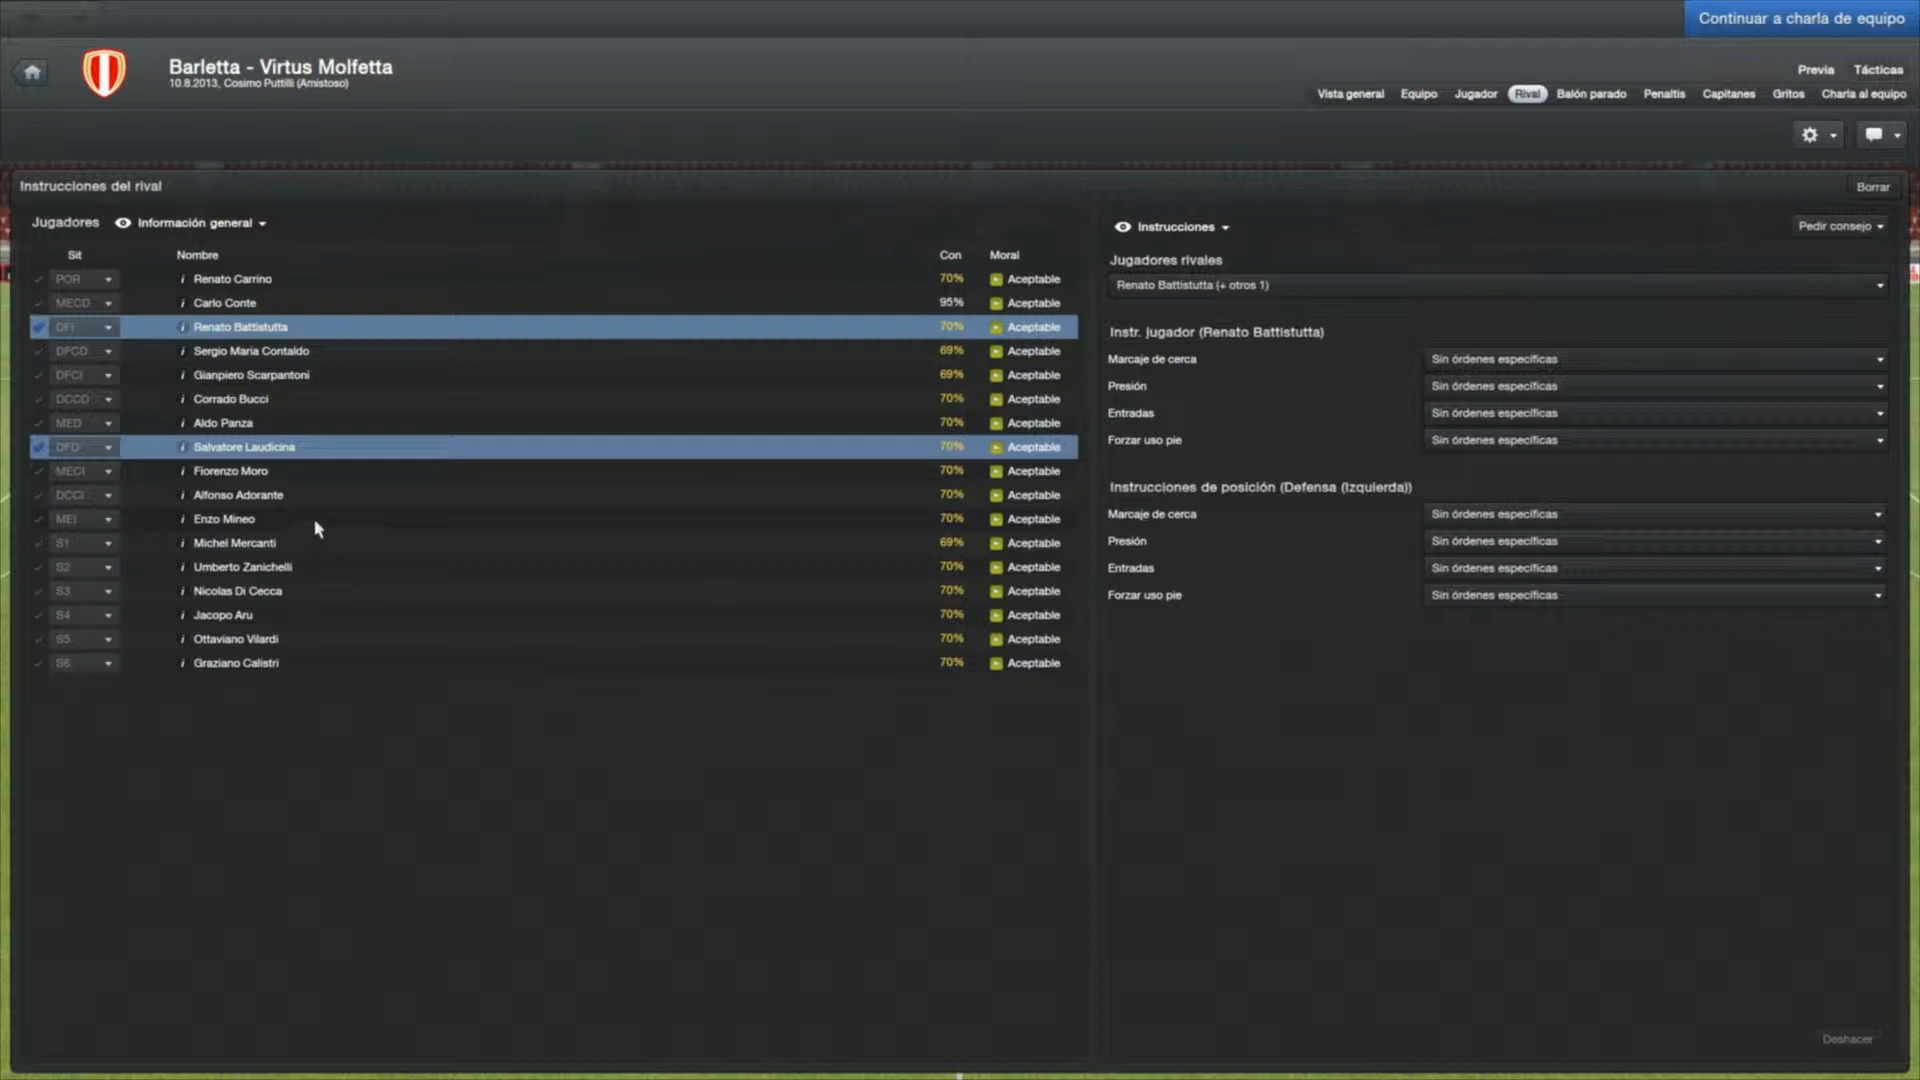 Continuar a charla de equipo
Barletta - Virtus Molfetta
10.8.2013, Cosimo Puttilli (Amistoso)
Previa Tácticas
Vista general Equipo Jugador Rival Balón parado Penaltis Capitanes Gritos Charla al equipo
Instrucciones del rival
Borrar
Jugadores Información general
Instrucciones Pedir consejo
Sit Nombre Con Moral
POR Renato Carrino 70% Aceptable
MECD Carlo Conte 95% Aceptable
DFI Renato Battistutta 70% Aceptable
DFCD Sergio Maria Contaldo 69% Aceptable
DFCI Gianpiero Scarpantoni 69% Aceptable
DCCD Corrado Bucci 70% Aceptable
MED Aldo Panza 70% Aceptable
DFD Salvatore Laudicina 70% Aceptable
MECI Fiorenzo Moro 70% Aceptable
DCCI Alfonso Adorante 70% Aceptable
MEI Enzo Mineo 70% Aceptable
S1 Michel Mercanti 69% Aceptable
S2 Umberto Zanichelli 70% Aceptable
S3 Nicolas Di Cecca 70% Aceptable
S4 Jacopo Aru 70% Aceptable
S5 Ottaviano Vilardi 70% Aceptable
S6 Graziano Calistri 70% Aceptable
Jugadores rivales
Renato Battistutta (+ otros 1)
Instr. jugador (Renato Battistutta)
Marcaje de cerca Sin órdenes específicas
Presión Sin órdenes específicas
Entradas Sin órdenes específicas
Forzar uso pie Sin órdenes específicas
Instrucciones de posición (Defensa (Izquierda))
Marcaje de cerca Sin órdenes específicas
Presión Sin órdenes específicas
Entradas Sin órdenes específicas
Forzar uso pie Sin órdenes específicas
Deshacer